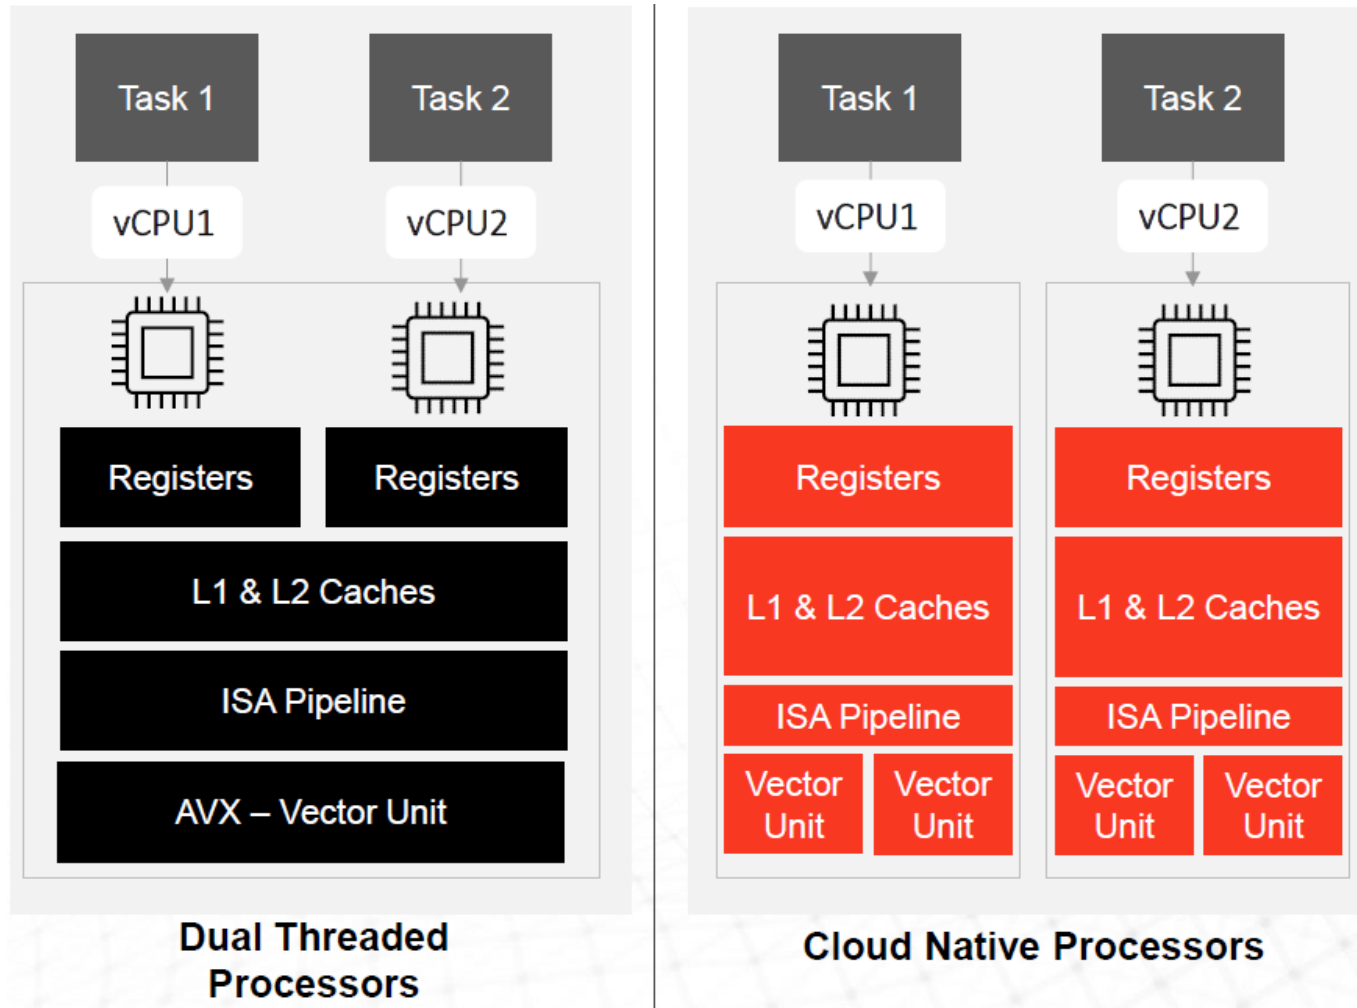 Task 1
Task 2
vCPU1
vCPU2
Registers
Registers
L1 & L2 Caches
ISA Pipeline
AVX – Vector Unit
Dual Threaded
Processors
Task 1
Task 2
vCPU1
vCPU2
Registers
Registers
L1 & L2 Caches
L1 & L2 Caches
ISA Pipeline
ISA Pipeline
Vector
Unit
Vector
Unit
Vector
Unit
Vector
Unit
Cloud Native Processors